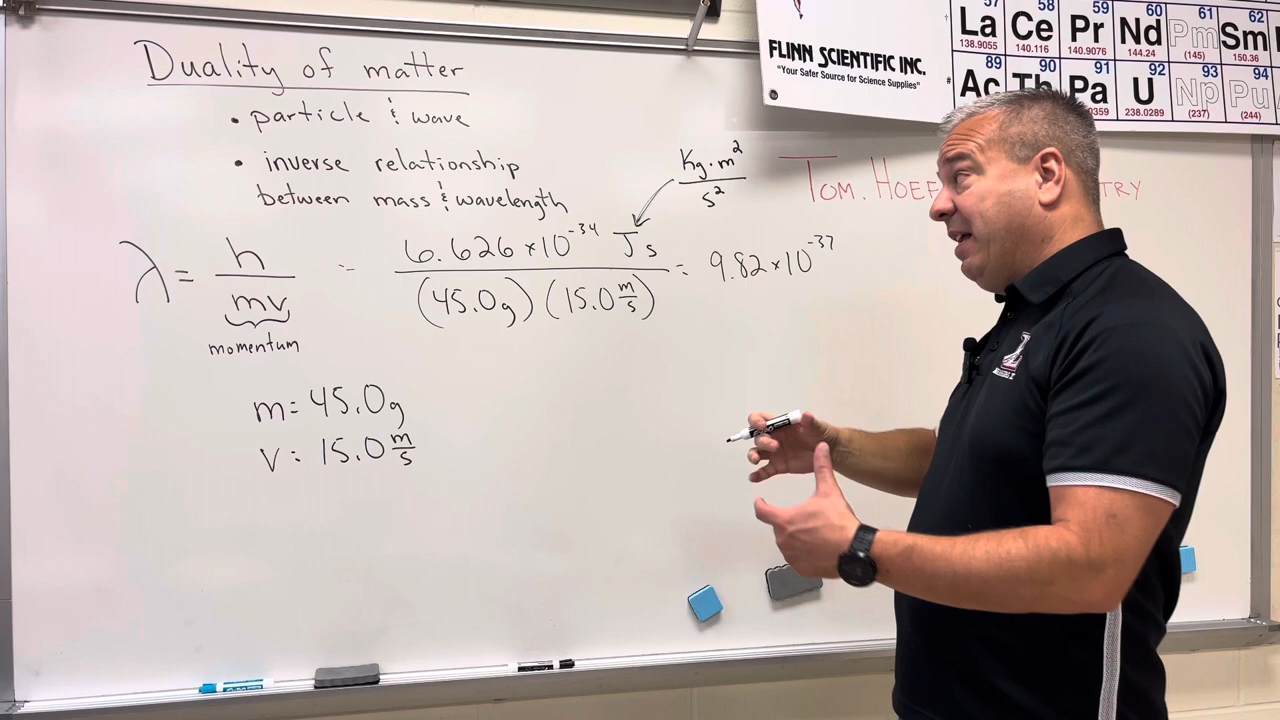 Duality of matter
• particle & wave
• inverse relationship
between mass & wavelength
Kg·m²
s²
λ = h
mv
momentum
- 6.626×10⁻³⁴ Js
(45.0g) (15.0 m/s)
= 9.82×10⁻³⁷
m = 45.0g
v = 15.0 m/s
TOM. HOEF TRY
FLINN SCIENTIFIC INC.
"Your Safer Source for Science Supplies"
57 58 59 60 61 62
La Ce Pr Nd Pm Sm
138.9055 140.116 140.9076 144.24 (145) 150.36
89 90 91 92 93 94
Ac Th Pa U Np Pu
0359 238.0289 (237) (244)